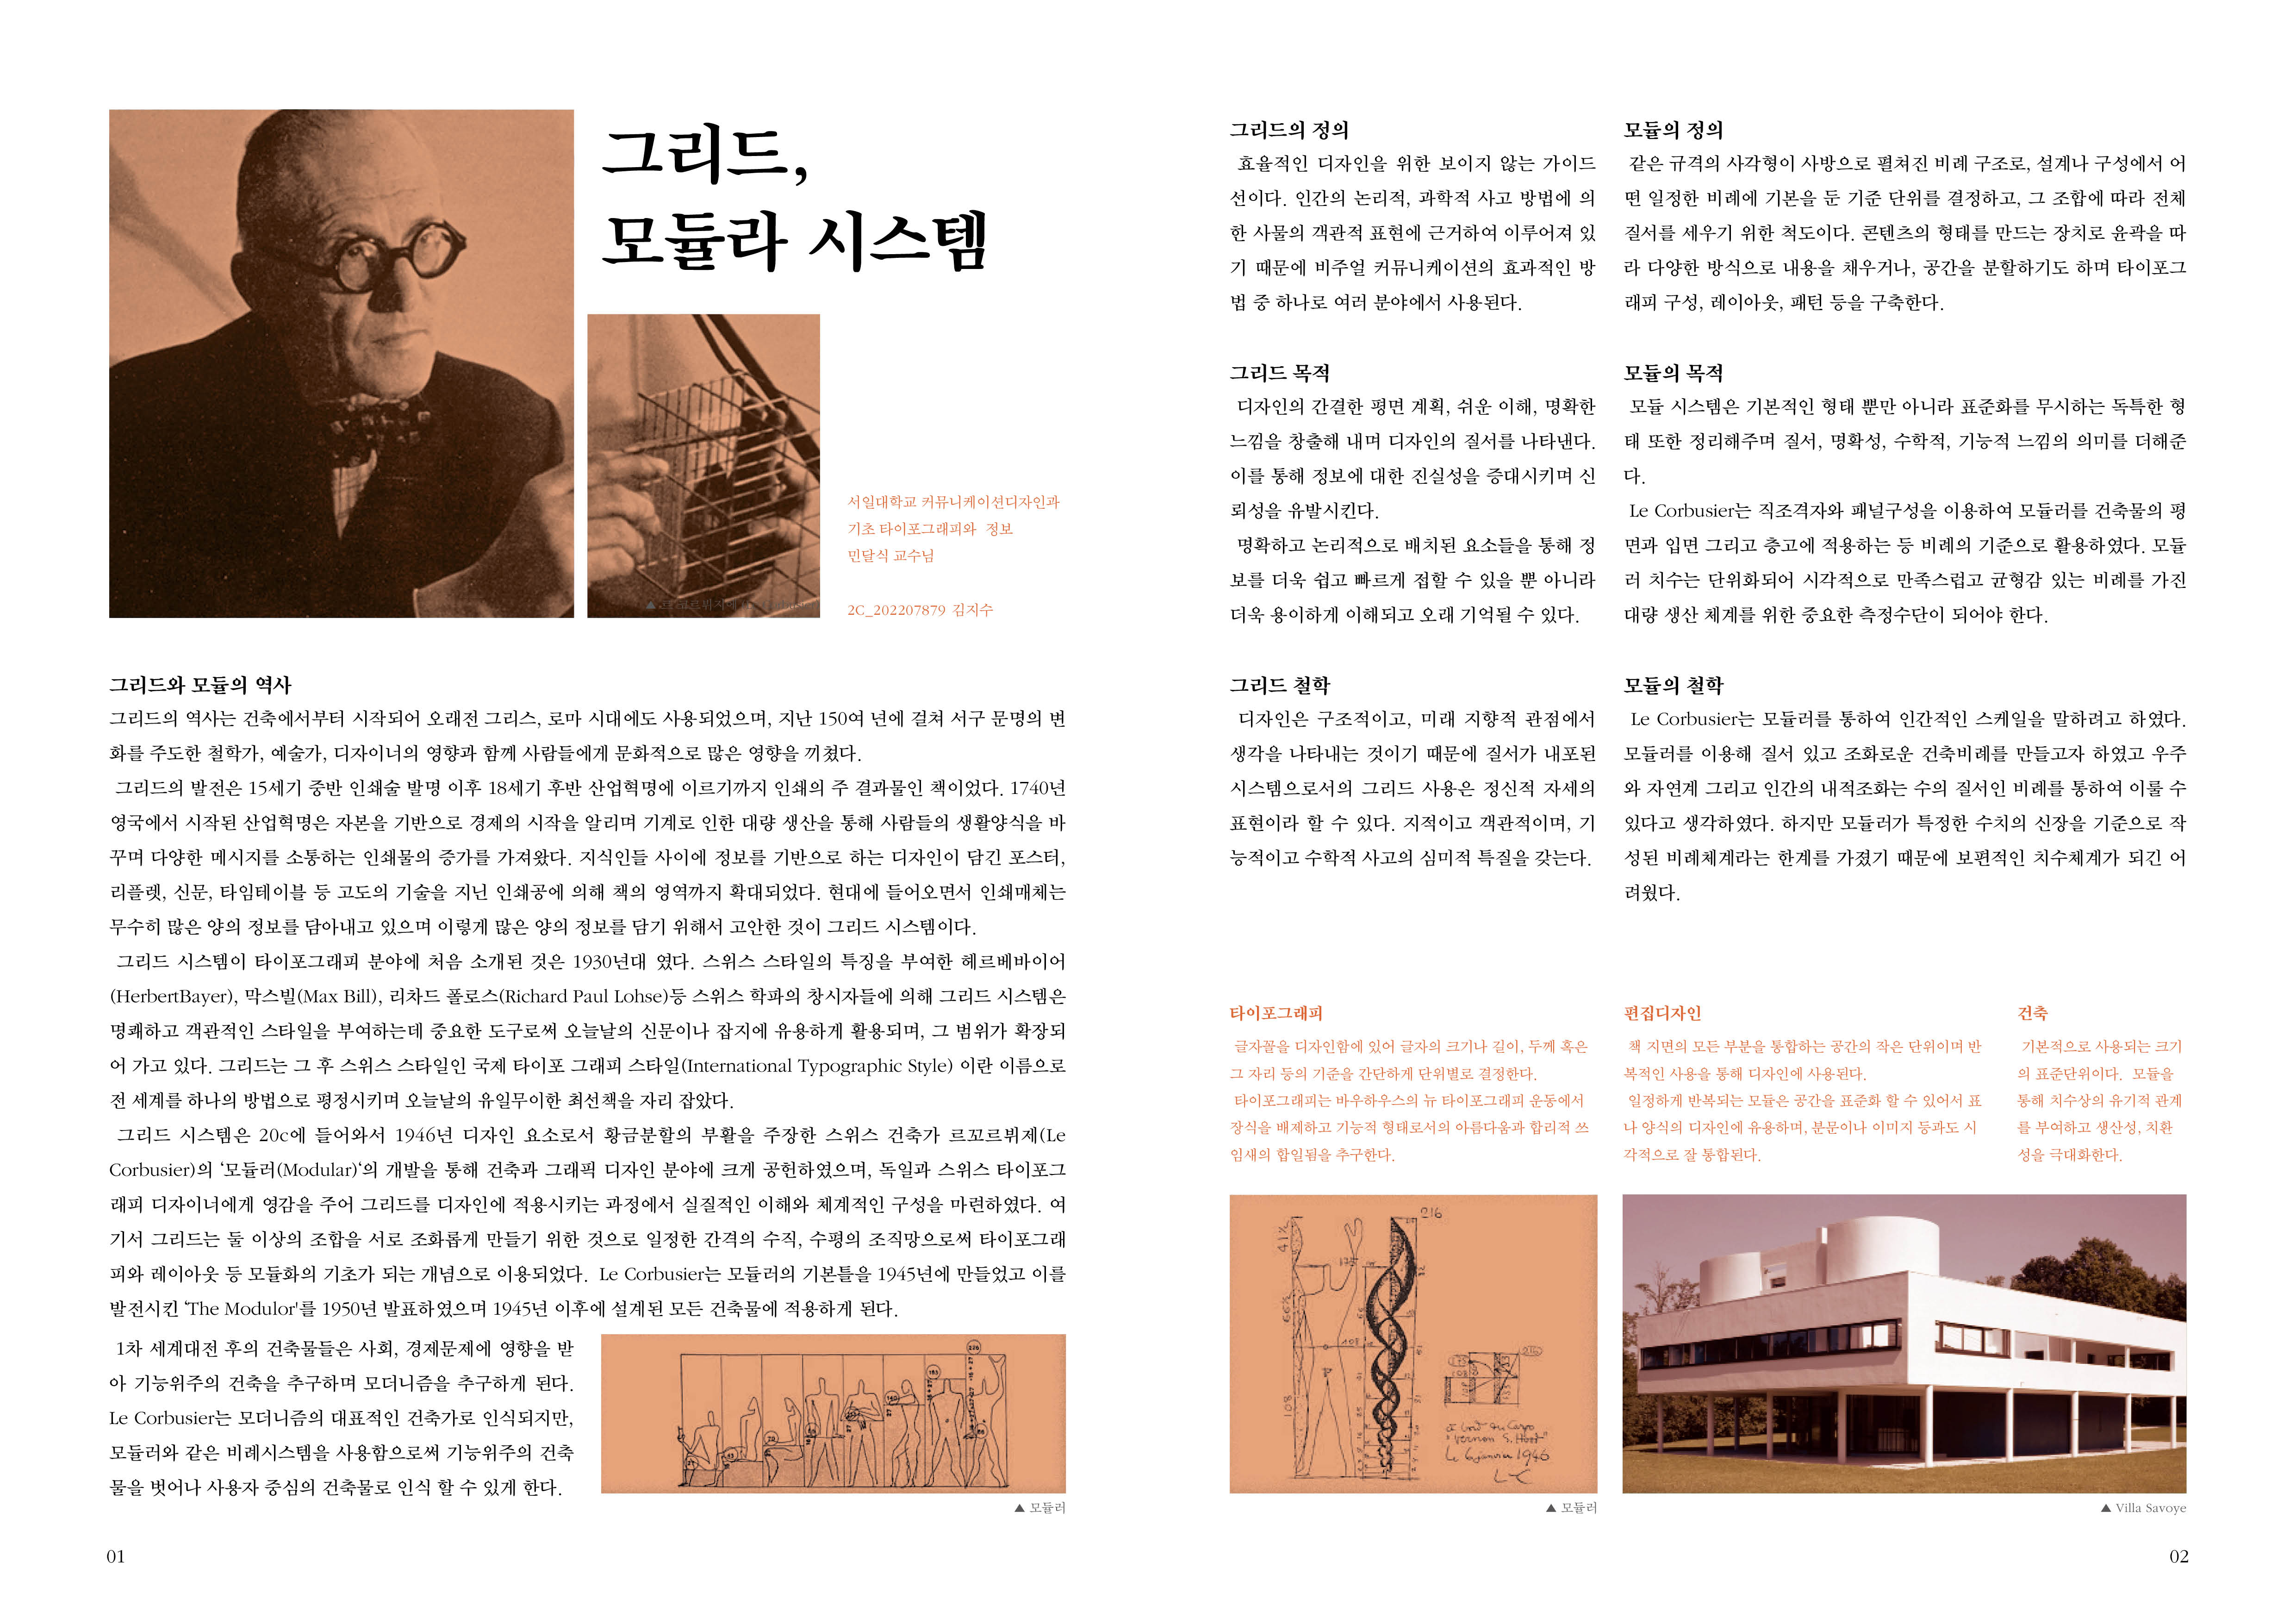 그리드,
모듈라 시스템
서일대학교 커뮤니케이션디자인과
기초 타이포그래피와 정보
민달식 교수님
2C_202207879 김지수
그리드와 모듈의 역사
그리드의 역사는 건축에서부터 시작되어 오래전 그리스, 로마 시대에도 사용되었으며, 지난 150여 년에 걸쳐 서구 문명의 변
화를 주도한 철학가, 예술가, 디자이너의 영향과 함께 사람들에게 문화적으로 많은 영향을 끼쳤다.
그리드의 발전은 15세기 중반 인쇄술 발명 이후 18세기 후반 산업혁명에 이르기까지 인쇄의 주 결과물인 책이었다. 1740년
영국에서 시작된 산업혁명은 자본을 기반으로 경제의 시작을 알리며 기계로 인한 대량 생산을 통해 사람들의 생활양식을 바
꾸며 다양한 메시지를 소통하는 인쇄물의 증가를 가져왔다. 지식인들 사이에 정보를 기반으로 하는 디자인이 담긴 포스터,
리플렛, 신문, 타임테이블 등 고도의 기술을 지닌 인쇄공에 의해 책의 영역까지 확대되었다. 현대에 들어오면서 인쇄매체는
무수히 많은 양의 정보를 담아내고 있으며 이렇게 많은 양의 정보를 담기 위해서 고안한 것이 그리드 시스템이다.
그리드 시스템이 타이포그래피 분야에 처음 소개된 것은 1930년대 였다. 스위스 스타일의 특징을 부여한 헤르베바이어
(HerbertBayer), 막스빌(Max Bill), 리차드 폴로스(Richard Paul Lohse)등 스위스 학파의 창시자들에 의해 그리드 시스템은
명쾌하고 객관적인 스타일을 부여하는데 중요한 도구로써 오늘날의 신문이나 잡지에 유용하게 활용되며, 그 범위가 확장되
어 가고 있다. 그리드는 그 후 스위스 스타일인 국제 타이포 그래피 스타일(International Typographic Style) 이란 이름으로
전 세계를 하나의 방법으로 평정시키며 오늘날의 유일무이한 최선책을 자리 잡았다.
그리드 시스템은 20c에 들어와서 1946년 디자인 요소로서 황금분할의 부활을 주장한 스위스 건축가 르꼬르뷔제(Le
Corbusier)의 ‘모듈러(Modular)‘의 개발을 통해 건축과 그래픽 디자인 분야에 크게 공헌하였으며, 독일과 스위스 타이포그
래피 디자이너에게 영감을 주어 그리드를 디자인에 적용시키는 과정에서 실질적인 이해와 체계적인 구성을 마련하였다. 여
기서 그리드는 둘 이상의 조합을 서로 조화롭게 만들기 위한 것으로 일정한 간격의 수직, 수평의 조직망으로써 타이포그래
피와 레이아웃 등 모듈화의 기초가 되는 개념으로 이용되었다. Le Corbusier는 모듈러의 기본틀을 1945년에 만들었고 이를
발전시킨 ‘The Modulor'를 1950년 발표하였으며 1945년 이후에 설계된 모든 건축물에 적용하게 된다.
1차 세계대전 후의 건축물들은 사회, 경제문제에 영향을 받
아 기능위주의 건축을 추구하며 모더니즘을 추구하게 된다.
Le Corbusier는 모더니즘의 대표적인 건축가로 인식되지만,
모듈러와 같은 비례시스템을 사용함으로써 기능위주의 건축
물을 벗어나 사용자 중심의 건축물로 인식 할 수 있게 한다.
226
▲ 모듈러
01
그리드의 정의
효율적인 디자인을 위한 보이지 않는 가이드
선이다. 인간의 논리적, 과학적 사고 방법에 의
한 사물의 객관적 표현에 근거하여 이루어져 있
기 때문에 비주얼 커뮤니케이션의 효과적인 방
법 중 하나로 여러 분야에서 사용된다.
그리드 목적
디자인의 간결한 평면 계획, 쉬운 이해, 명확한
느낌을 창출해 내며 디자인의 질서를 나타낸다.
이를 통해 정보에 대한 진실성을 증대시키며 신
뢰성을 유발시킨다.
명확하고 논리적으로 배치된 요소들을 통해 정
보를 더욱 쉽고 빠르게 접할 수 있을 뿐 아니라
더욱 용이하게 이해되고 오래 기억될 수 있다.
그리드 철학
디자인은 구조적이고, 미래 지향적 관점에서
생각을 나타내는 것이기 때문에 질서가 내포된
시스템으로서의 그리드 사용은 정신적 자세의
표현이라 할 수 있다. 지적이고 객관적이며, 기
능적이고 수학적 사고의 심미적 특질을 갖는다.
모듈의 정의
같은 규격의 사각형이 사방으로 펼쳐진 비례 구조로, 설계나 구성에서 어
떤 일정한 비례에 기본을 둔 기준 단위를 결정하고, 그 조합에 따라 전체
질서를 세우기 위한 척도이다. 콘텐츠의 형태를 만드는 장치로 윤곽을 따
라 다양한 방식으로 내용을 채우거나, 공간을 분할하기도 하며 타이포그
래피 구성, 레이아웃, 패턴 등을 구축한다.
모듈의 목적
모듈 시스템은 기본적인 형태 뿐만 아니라 표준화를 무시하는 독특한 형
태 또한 정리해주며 질서, 명확성, 수학적, 기능적 느낌의 의미를 더해준
다.
Le Corbusier는 직조격자와 패널구성을 이용하여 모듈러를 건축물의 평
면과 입면 그리고 층고에 적용하는 등 비례의 기준으로 활용하였다. 모듈
러 치수는 단위화되어 시각적으로 만족스럽고 균형감 있는 비례를 가진
대량 생산 체계를 위한 중요한 측정수단이 되어야 한다.
모듈의 철학
Le Corbusier는 모듈러를 통하여 인간적인 스케일을 말하려고 하였다.
모듈러를 이용해 질서 있고 조화로운 건축비례를 만들고자 하였고 우주
와 자연계 그리고 인간의 내적조화는 수의 질서인 비례를 통하여 이룰 수
있다고 생각하였다. 하지만 모듈러가 특정한 수치의 신장을 기준으로 작
성된 비례체계라는 한계를 가졌기 때문에 보편적인 치수체계가 되긴 어
려웠다.
타이포그래피
글자꼴을 디자인함에 있어 글자의 크기나 길이, 두께 혹은
그 자리 등의 기준을 간단하게 단위별로 결정한다.
타이포그래피는 바우하우스의 뉴 타이포그래피 운동에서
장식을 배제하고 기능적 형태로서의 아름다움과 합리적 쓰
임새의 합일됨을 추구한다.
편집디자인
책 지면의 모든 부분을 통합하는 공간의 작은 단위이며 반
복적인 사용을 통해 디자인에 사용된다.
일정하게 반복되는 모듈은 공간을 표준화 할 수 있어서 표
나 양식의 디자인에 유용하며, 분문이나 이미지 등과도 시
각적으로 잘 통합된다.
건축
기본적으로 사용되는 크기
의 표준단위이다. 모듈을
통해 치수상의 유기적 관계
를 부여하고 생산성, 치환
성을 극대화한다.
216
108
1946
▲ 모듈러
▲ Villa Savoye
02